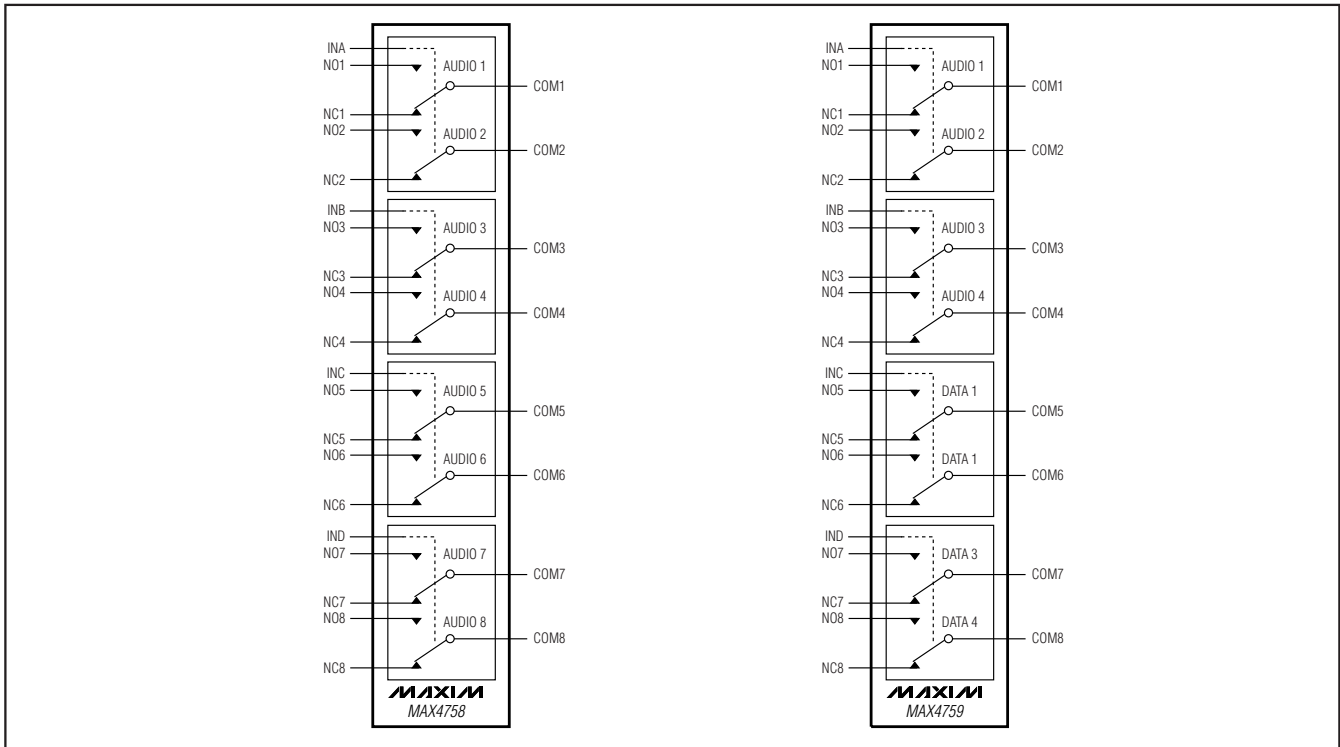 INA
NO1
AUDIO 1
COM1
NC1
NO2
AUDIO 2
COM2
NC2
INB
NO3
AUDIO 3
COM3
NC3
NO4
AUDIO 4
COM4
NC4
INC
NO5
AUDIO 5
COM5
NC5
NO6
AUDIO 6
COM6
NC6
IND
NO7
AUDIO 7
COM7
NC7
NO8
AUDIO 8
COM8
NC8
MAXIM
MAX4758
INA
NO1
AUDIO 1
COM1
NC1
NO2
AUDIO 2
COM2
NC2
INB
NO3
AUDIO 3
COM3
NC3
NO4
AUDIO 4
COM4
NC4
INC
NO5
DATA 1
COM5
NC5
NO6
DATA 1
COM6
NC6
IND
NO7
DATA 3
COM7
NC7
NO8
DATA 4
COM8
NC8
MAXIM
MAX4759